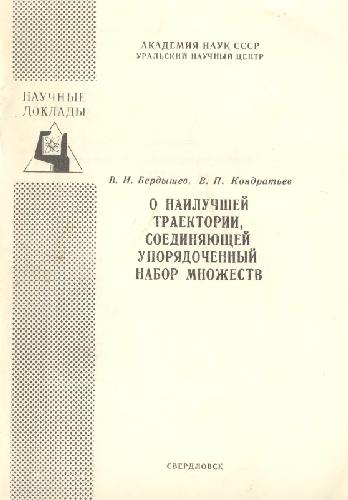 АКАДЕМИЯ НАУК СССР
УРАЛЬСКИЙ НАУЧНЫЙ ЦЕНТР
НАУЧНЫЕ
ДОКЛАДЫ
В. И. Бердышев, В. П. Кондратьев
О НАИЛУЧШЕЙ
ТРАЕКТОРИИ,
СОЕДИНЯЮЩЕЙ
УПОРЯДОЧЕННЫЙ
НАБОР МНОЖЕСТВ
СВЕРДЛОВСК